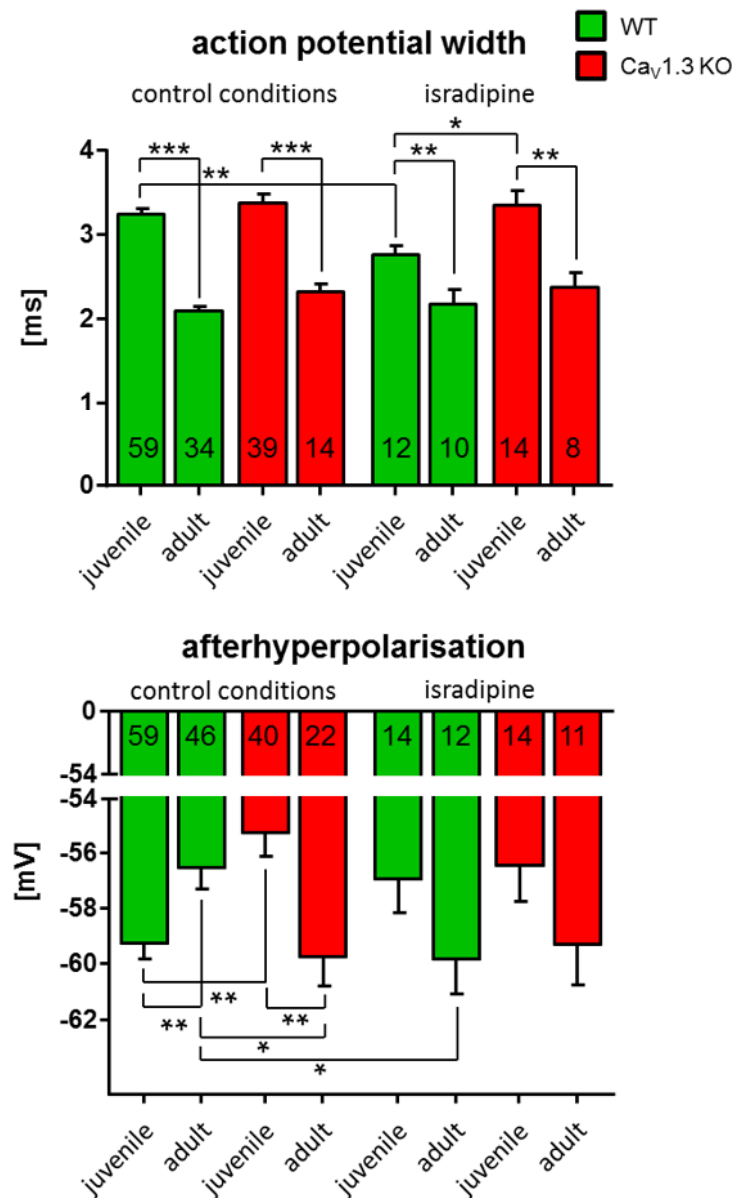 WT
action potential width
Cav1.3 KO
control conditions
isradipine
4
***
***
*
**
**
**
3
[ms]
2
1
59
34
39
14
12
10
14
8
0
juvenile
adult
juvenile
adult
juvenile
adult
juvenile
adult
afterhyperpolarisation
control conditions
isradipine
0
59
46
40
22
14
12
14
11
-54
-54
-56
[mV]
-58
-60
**
**
**
-62
*
*
juvenile
adult
juvenile
adult
juvenile
adult
juvenile
adult